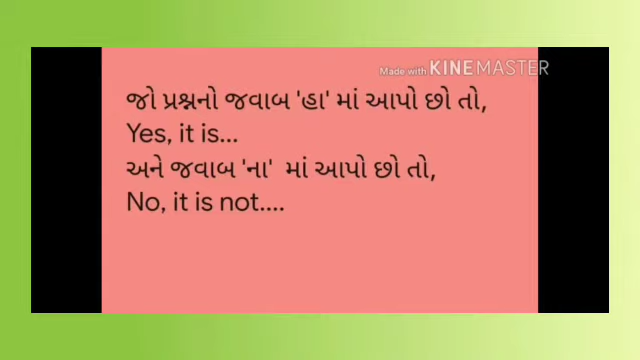 Made with KINEMASTER
જો પ્રશ્નનો જવાબ 'હા' માં આપો છો તો,
Yes, it is...
અને જવાબ 'ના'  માં આપો છો તો,
No, it is not....